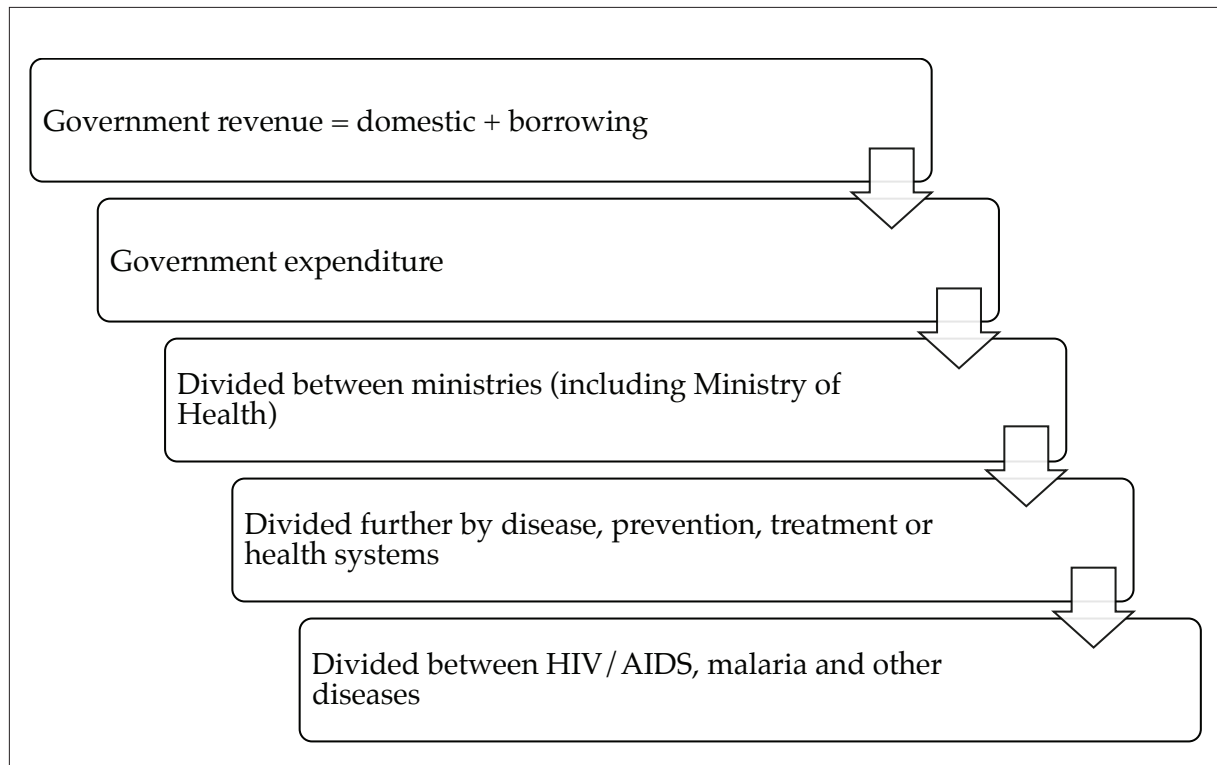 Government revenue = domestic + borrowing
Government expenditure
Divided between ministries (including Ministry of
Health)
Divided further by disease, prevention, treatment or
health systems
Divided between HIV/AIDS, malaria and other
diseases